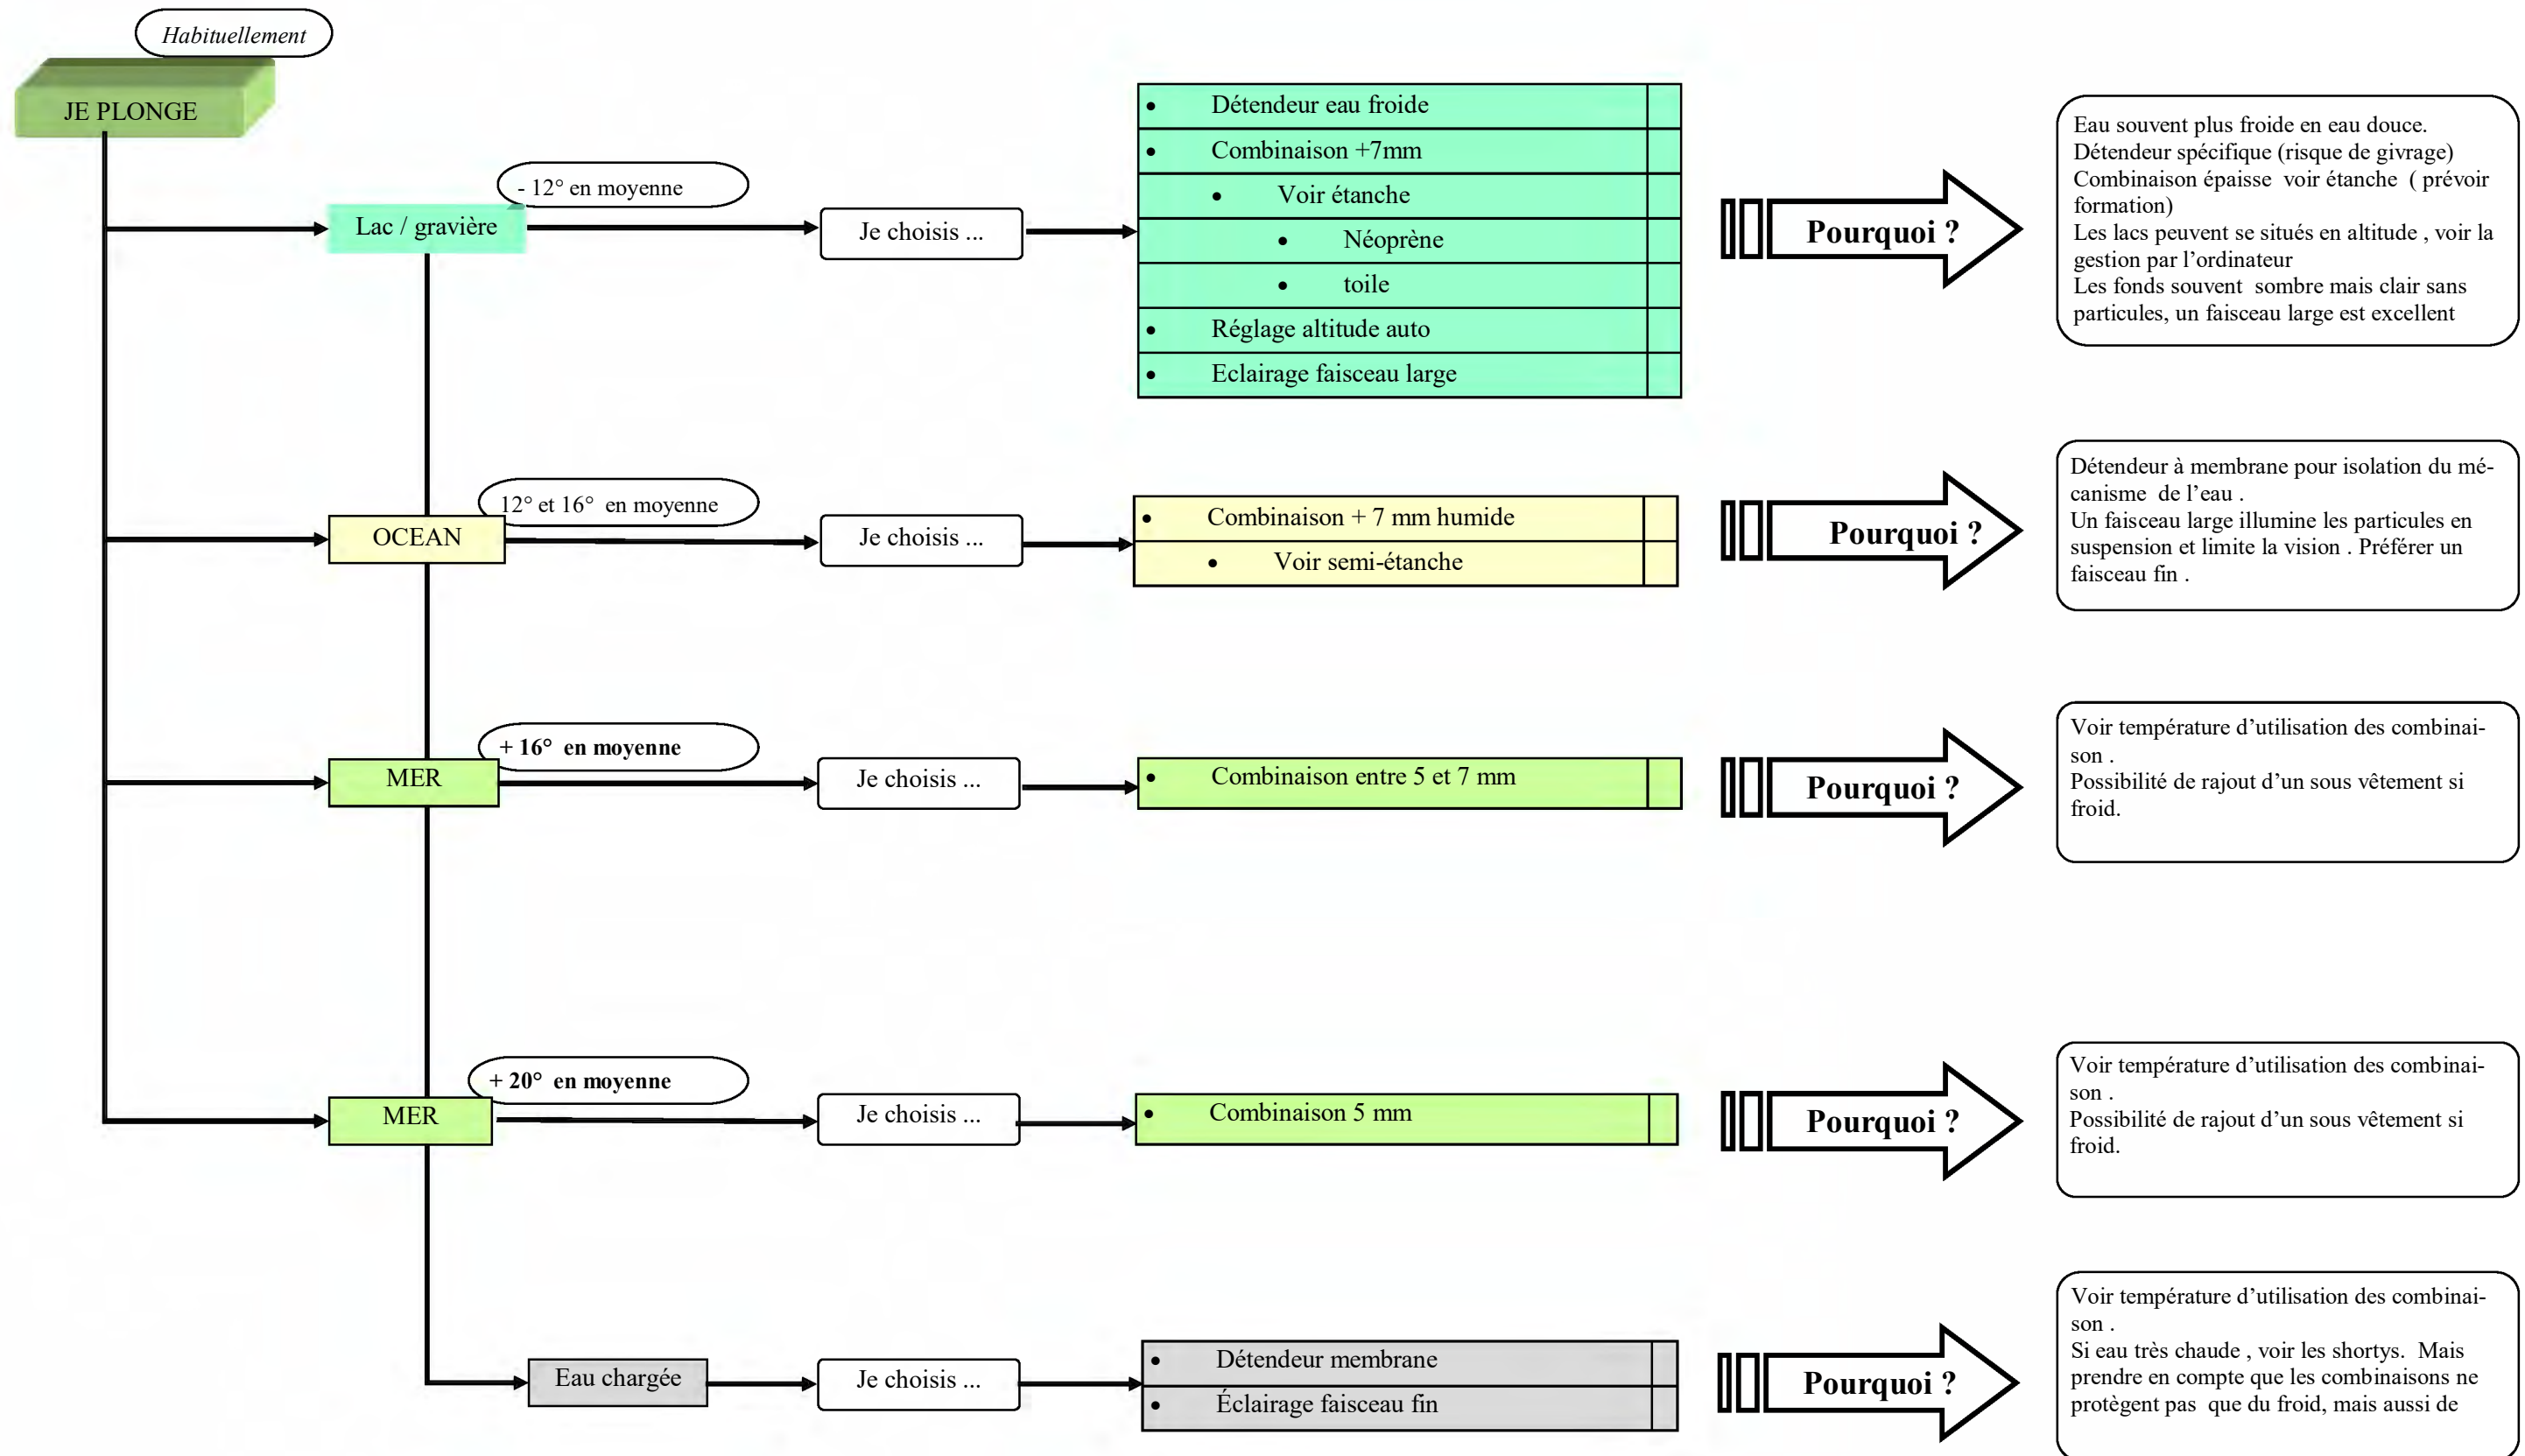 Habituellement
JE PLONGE
Lac / gravière
- 12° en moyenne
Je choisis ...
• Détendeur eau froide
• Combinaison +7mm
• Voir étanche
• Néoprène
• toile
• Réglage altitude auto
• Eclairage faisceau large
Pourquoi ?
Eau souvent plus froide en eau douce.
Détendeur spécifique (risque de givrage)
Combinaison épaisse voir étanche ( prévoir
formation)
Les lacs peuvent se situés en altitude , voir la
gestion par l'ordinateur
Les fonds souvent sombre mais clair sans
particules, un faisceau large est excellent
OCEAN
12° et 16° en moyenne
Je choisis ...
• Combinaison + 7 mm humide
• Voir semi-étanche
Pourquoi ?
Détendeur à membrane pour isolation du mé-
canisme de l'eau .
Un faisceau large illumine les particules en
suspension et limite la vision . Préférer un
faisceau fin .
MER
+ 16° en moyenne
Je choisis ...
• Combinaison entre 5 et 7 mm
Pourquoi ?
Voir température d'utilisation des combinai-
son .
Possibilité de rajout d'un sous vêtement si
froid.
MER
+ 20° en moyenne
Je choisis ...
• Combinaison 5 mm
Pourquoi ?
Voir température d'utilisation des combinai-
son .
Possibilité de rajout d'un sous vêtement si
froid.
Eau chargée
Je choisis ...
• Détendeur membrane
• Éclairage faisceau fin
Pourquoi ?
Voir température d'utilisation des combinai-
son .
Si eau très chaude , voir les shortys. Mais
prendre en compte que les combinaisons ne
protègent pas que du froid, mais aussi de